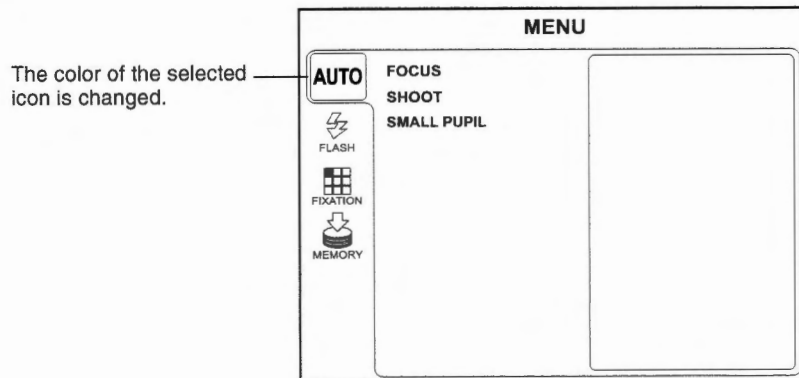 MENU
The color of the selected
icon is changed.
AUTO
FOCUS
SHOOT
SMALL PUPIL
FLASH
FIXATION
MEMORY